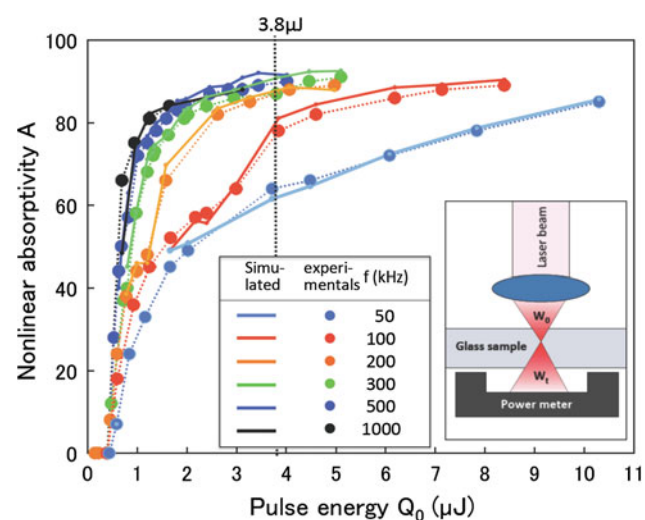 3.8μJ
100
80
60
40
20
0
Nonlinear absorptivity A
0 1 2 3 4 5 6 7 8 9 10 11
Pulse energy Q₀ (μJ)
Simu-
lated
experi-
mentals
f (kHz)
50
100
200
300
500
1000
Laser beam
W₀
Glass sample
Wₜ
Power meter